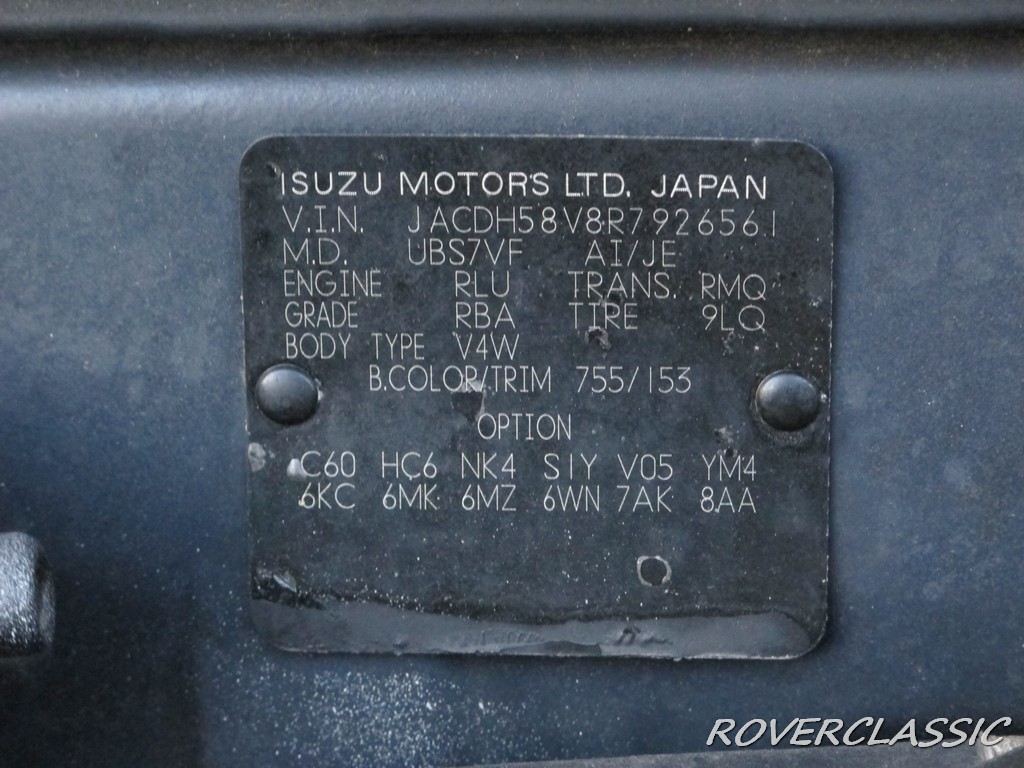 ISUZU MOTORS LTD. JAPAN
V.I.N. JACDH58V8R7926561
M.D. UBS7VF AI/JE
ENGINE RLU TRANS. RMQ
GRADE RBA TIRE 9LQ
BODY TYPE V4W
B.COLOR/TRIM 755/153
OPTION
C60 HC6 NK4 SIY V05 YM4
6KC 6MK 6MZ 6WN 7AK 8AA
ROVERCLASSIC